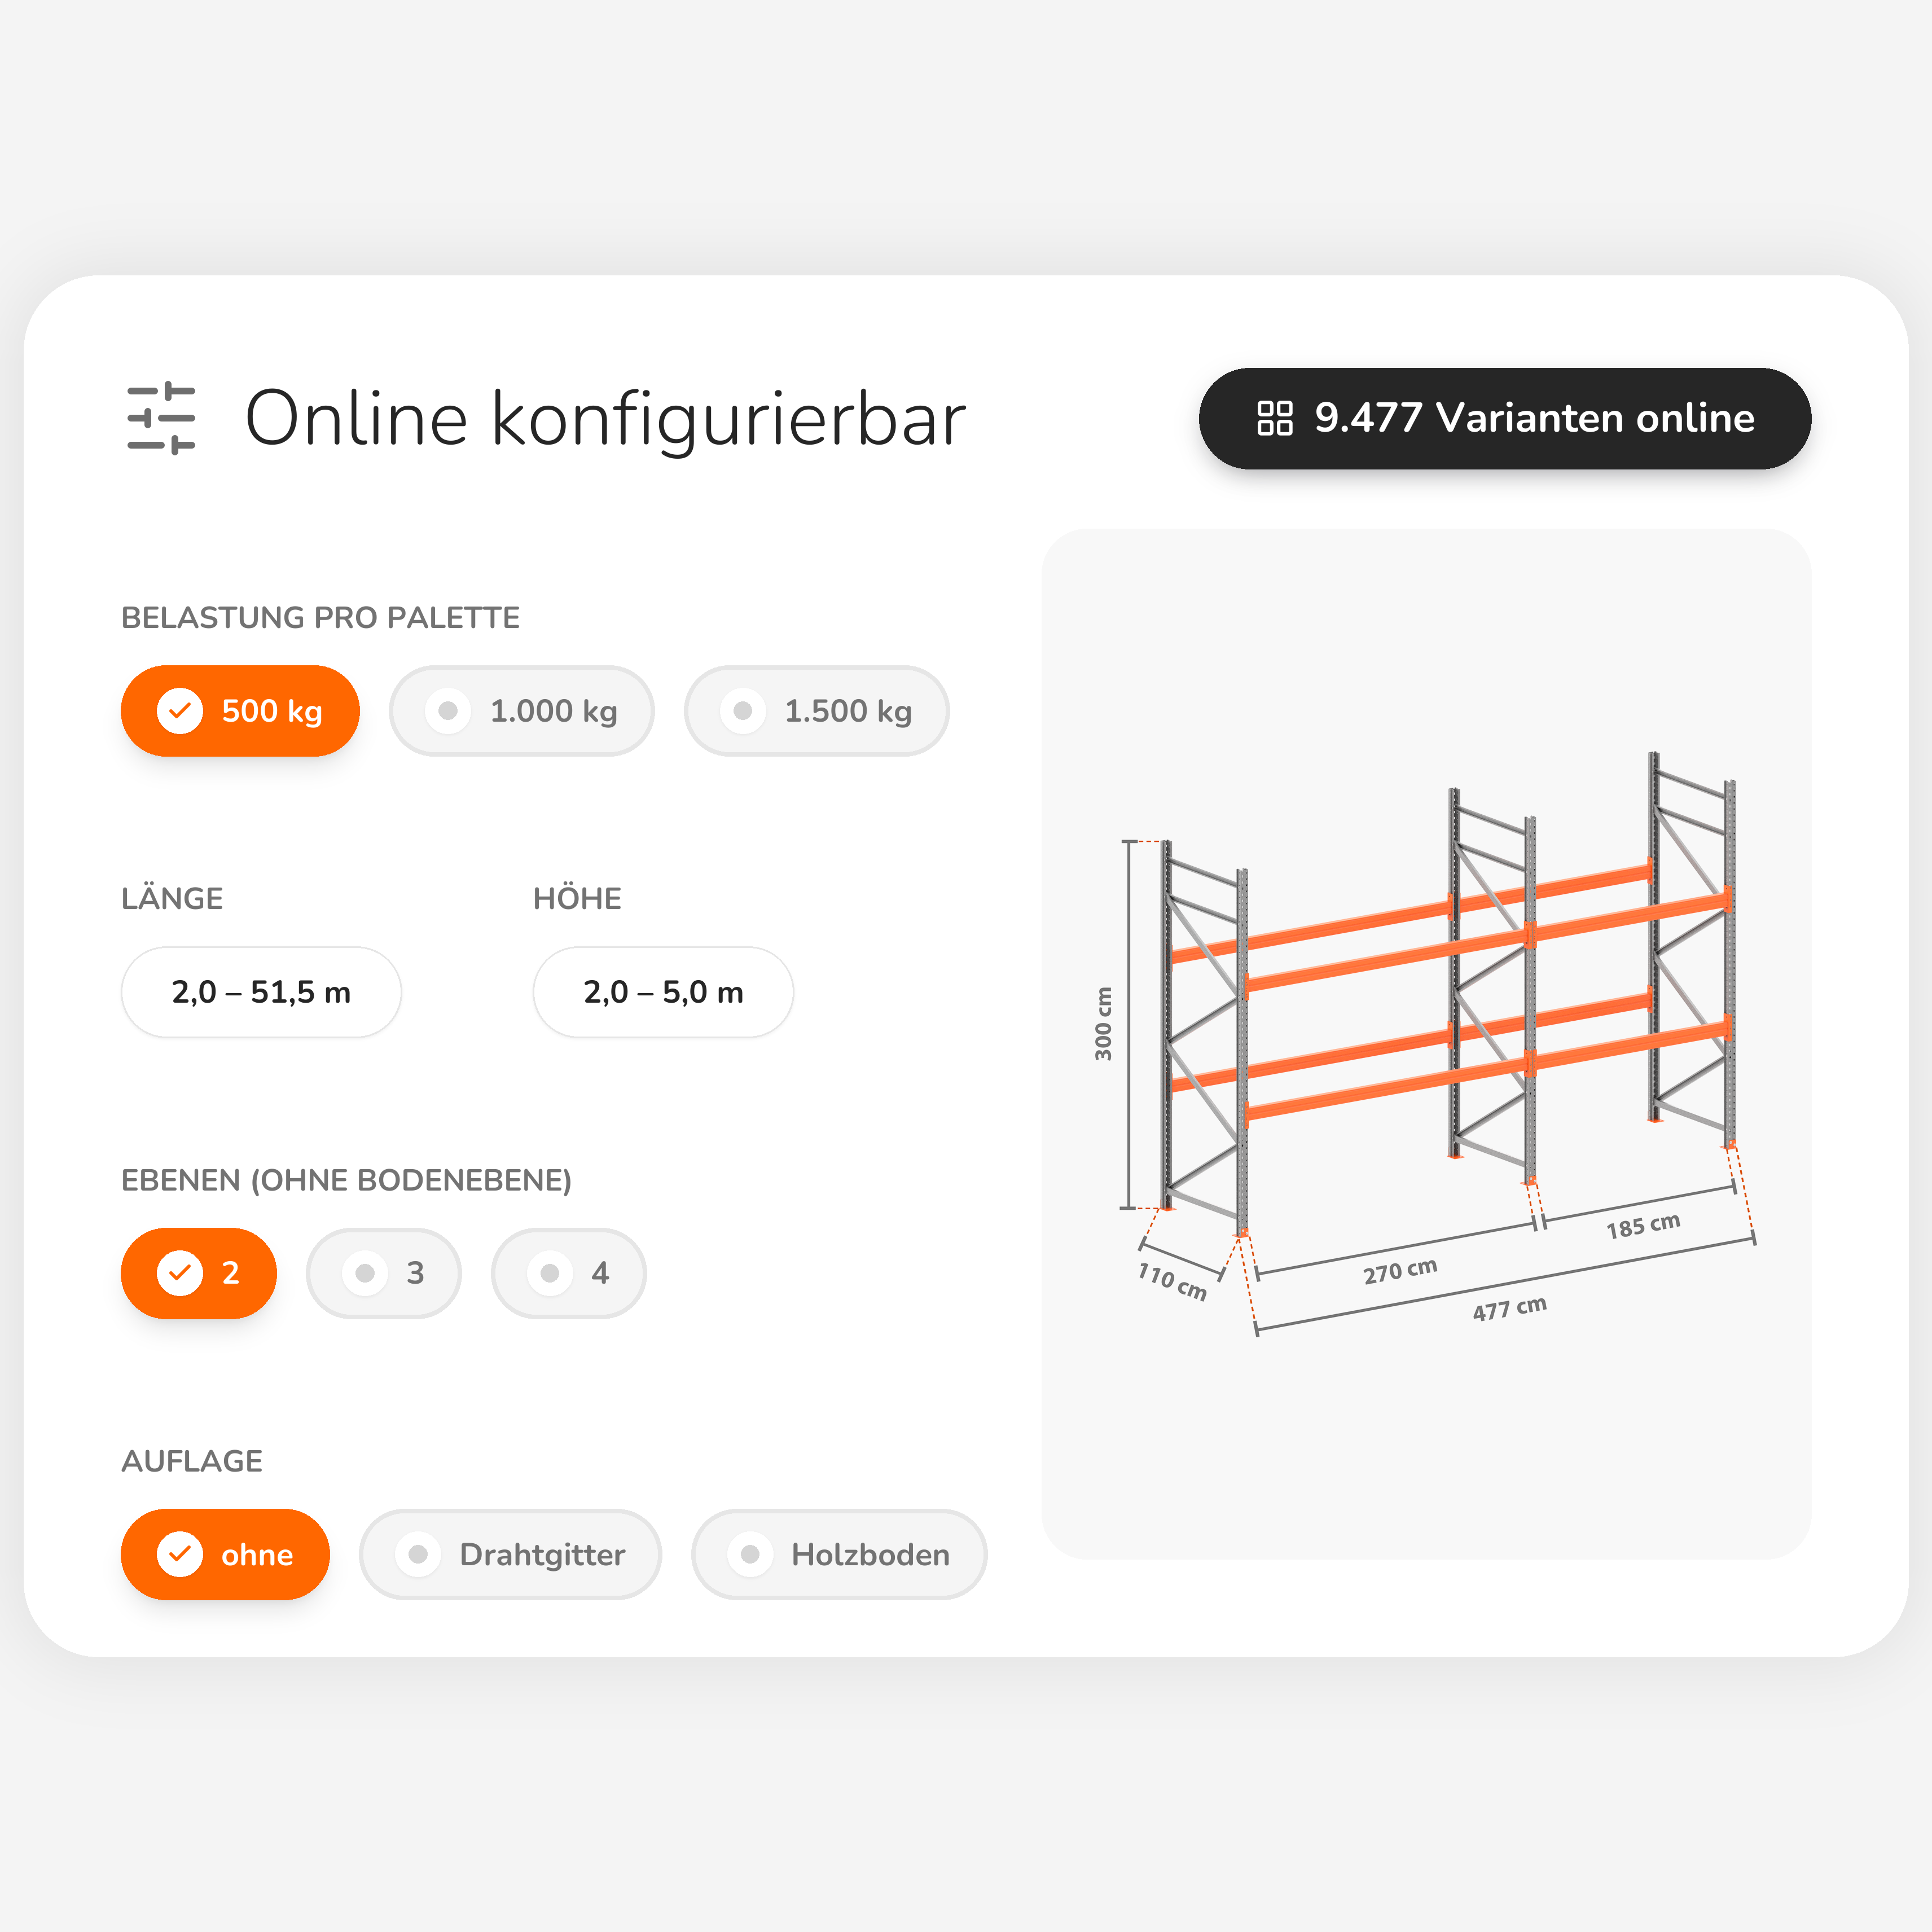 Online konfigurierbar
9.477 Varianten online
BELASTUNG PRO PALETTE
500 kg
1.000 kg
1.500 kg
LÄNGE
HÖHE
2,0 – 51,5 m
2,0 – 5,0 m
EBENEN (OHNE BODENEBENE)
2
3
4
AUFLAGE
ohne
Drahtgitter
Holzboden
300 cm
110 cm
270 cm
185 cm
477 cm